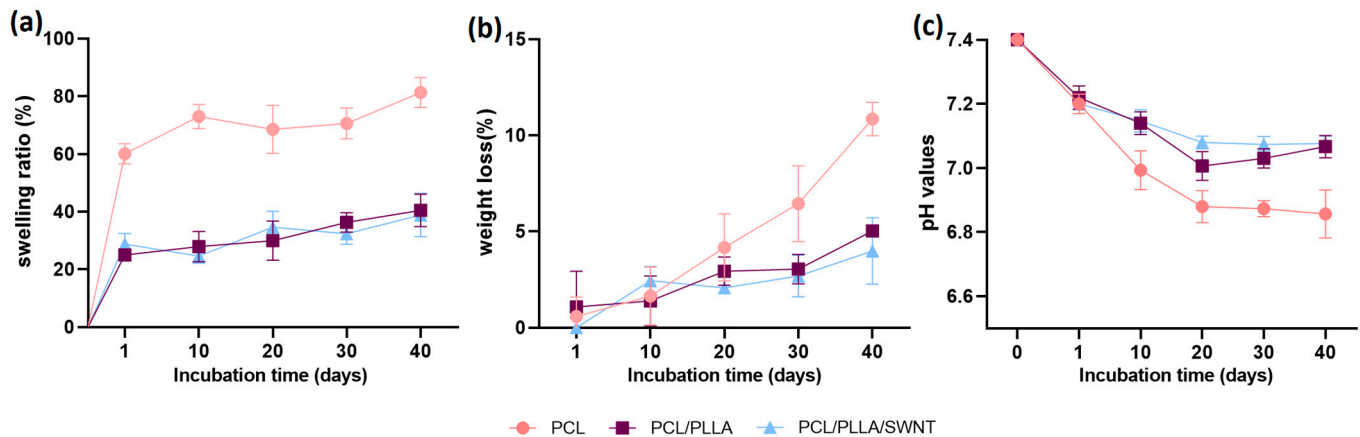 (a)
swelling ratio (%)
100
80
60
40
20
0
1 10 20 30 40
Incubation time (days)
(b)
weight loss(%)
15
10
5
0
1 10 20 30 40
Incubation time (days)
(c)
pH values
7.4
7.2
7.0
6.8
6.6
0 1 10 20 30 40
Incubation time (days)
PCL PCL/PLLA PCL/PLLA/SWNT